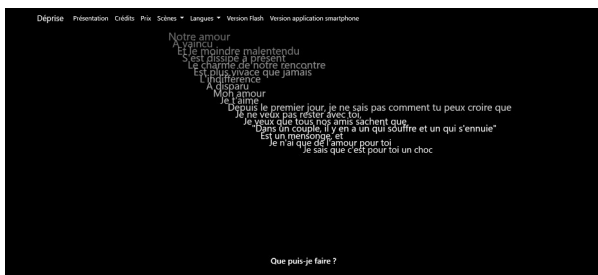 Déprise Présentation Crédits Prix Scènes Langues Version Flash Version application smartphone
Notre amour
A vaincu
Et le moindre malentendu
S'est dissipé à présent
Le charme de notre rencontre
Est plus vivace que jamais
L'indifférence
A disparu
Mon amour
Je t'aime
Depuis le premier jour, je ne sais pas comment tu peux croire que
Je ne veux pas rester avec toi,
Je veux que tous nos amis sachent que
"Dans un couple, il y en a un qui souffre et un qui s'ennuie"
Est un mensonge, et
Je n'ai que de l'amour pour toi
Je sais que c'est pour toi un choc
Que puis-je faire ?